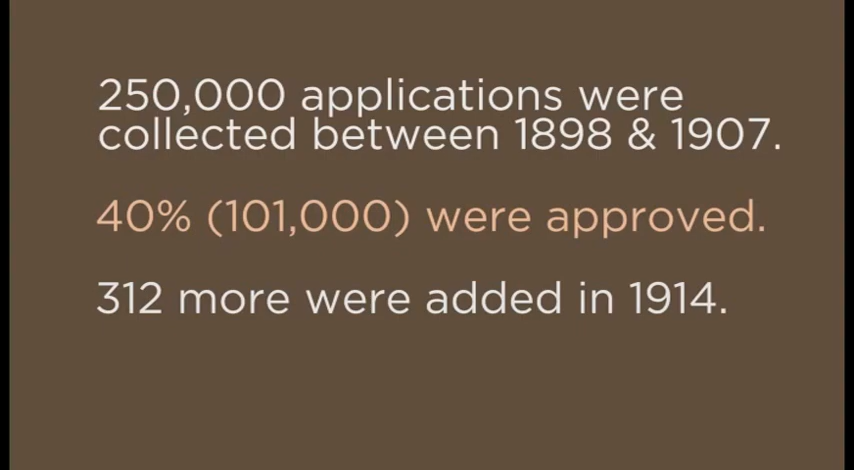 250,000 applications were
collected between 1898 & 1907.
40% (101,000) were approved.
312 more were added in 1914.